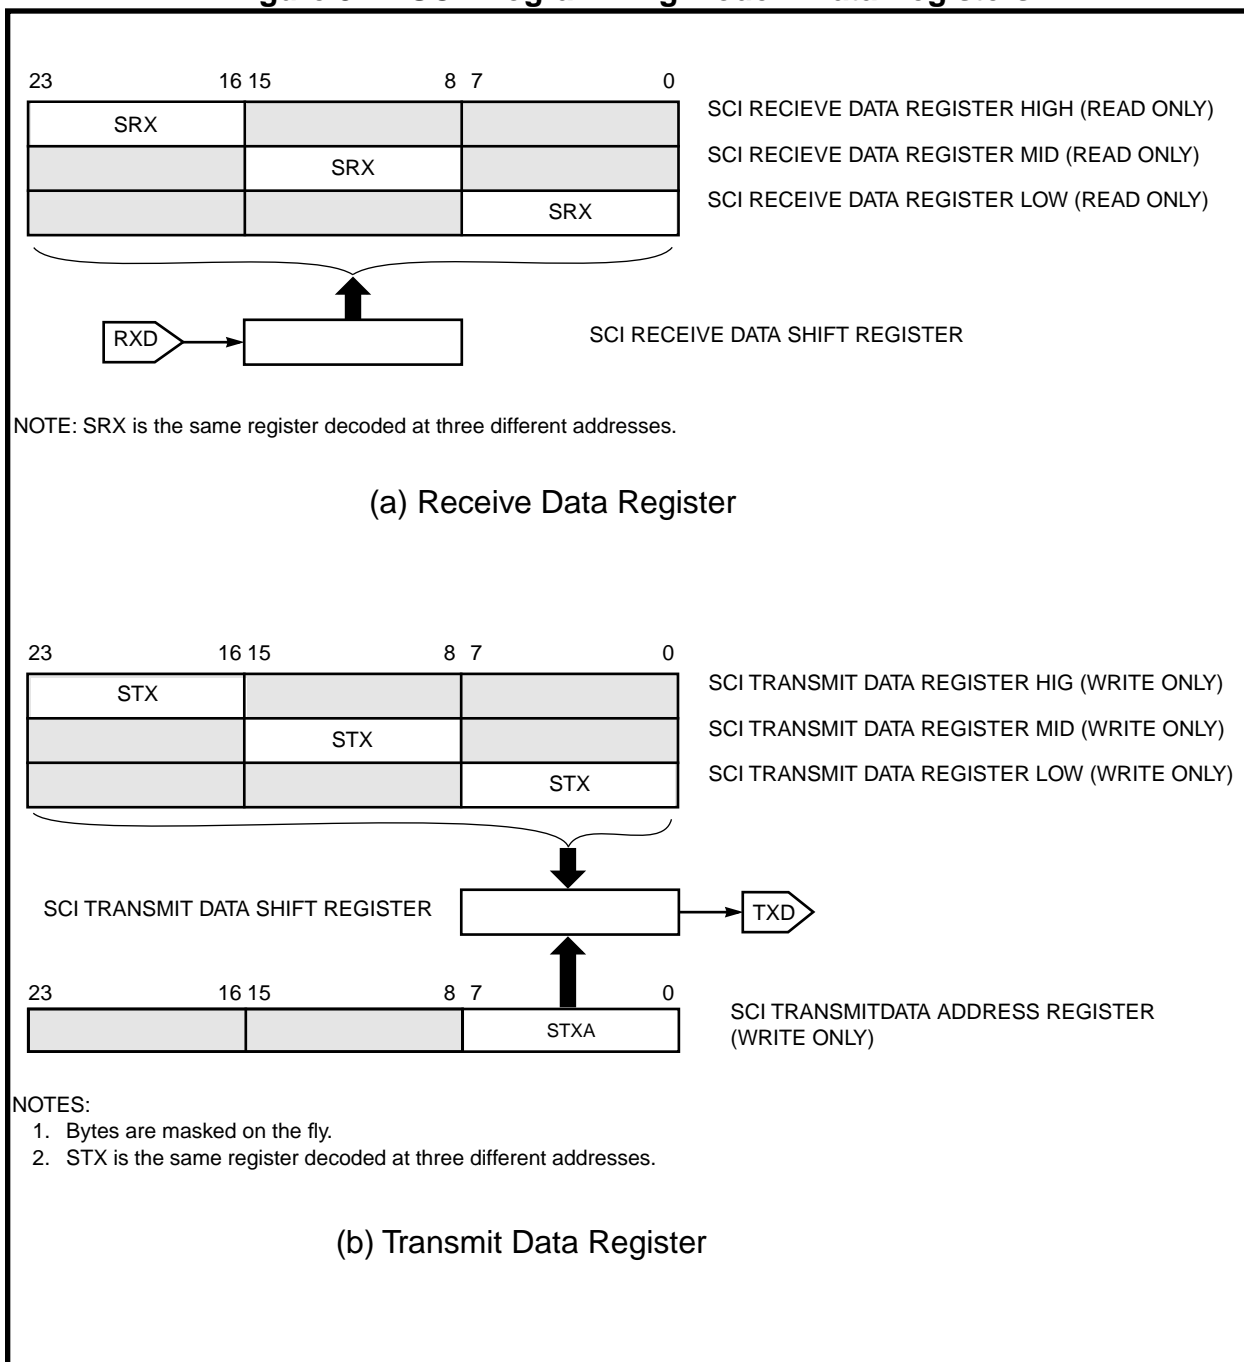 23 16 15 8 7 0
SRX
SCI RECIEVE DATA REGISTER HIGH (READ ONLY)
SRX
SCI RECIEVE DATA REGISTER MID (READ ONLY)
SRX
SCI RECEIVE DATA REGISTER LOW (READ ONLY)
RXD
SCI RECEIVE DATA SHIFT REGISTER
NOTE: SRX is the same register decoded at three different addresses.
(a) Receive Data Register
23 16 15 8 7 0
STX
SCI TRANSMIT DATA REGISTER HIG (WRITE ONLY)
STX
SCI TRANSMIT DATA REGISTER MID (WRITE ONLY)
STX
SCI TRANSMIT DATA REGISTER LOW (WRITE ONLY)
SCI TRANSMIT DATA SHIFT REGISTER
TXD
23 16 15 8 7 0
STXA
SCI TRANSMITDATA ADDRESS REGISTER
(WRITE ONLY)
NOTES:
1. Bytes are masked on the fly.
2. STX is the same register decoded at three different addresses.
(b) Transmit Data Register